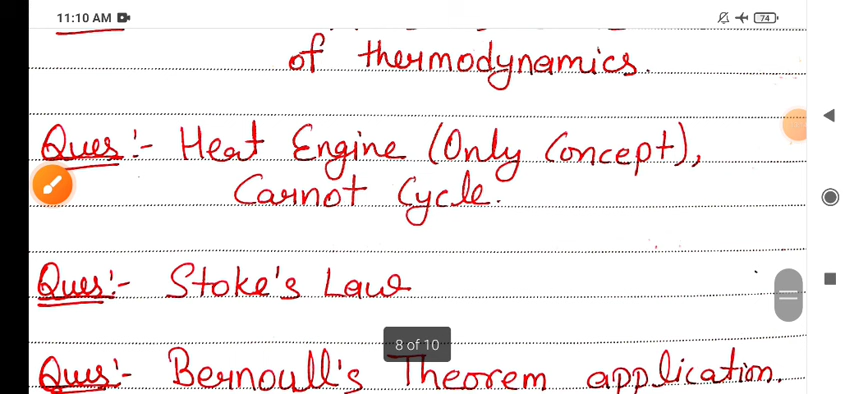 11:10 AM
74
of thermodynamics.
Ques:- Heat Engine (Only Concept),
Carnot Cycle.
Ques:- Stoke's Law
8 of 10
Ques:- Bernoull's Theorem application.